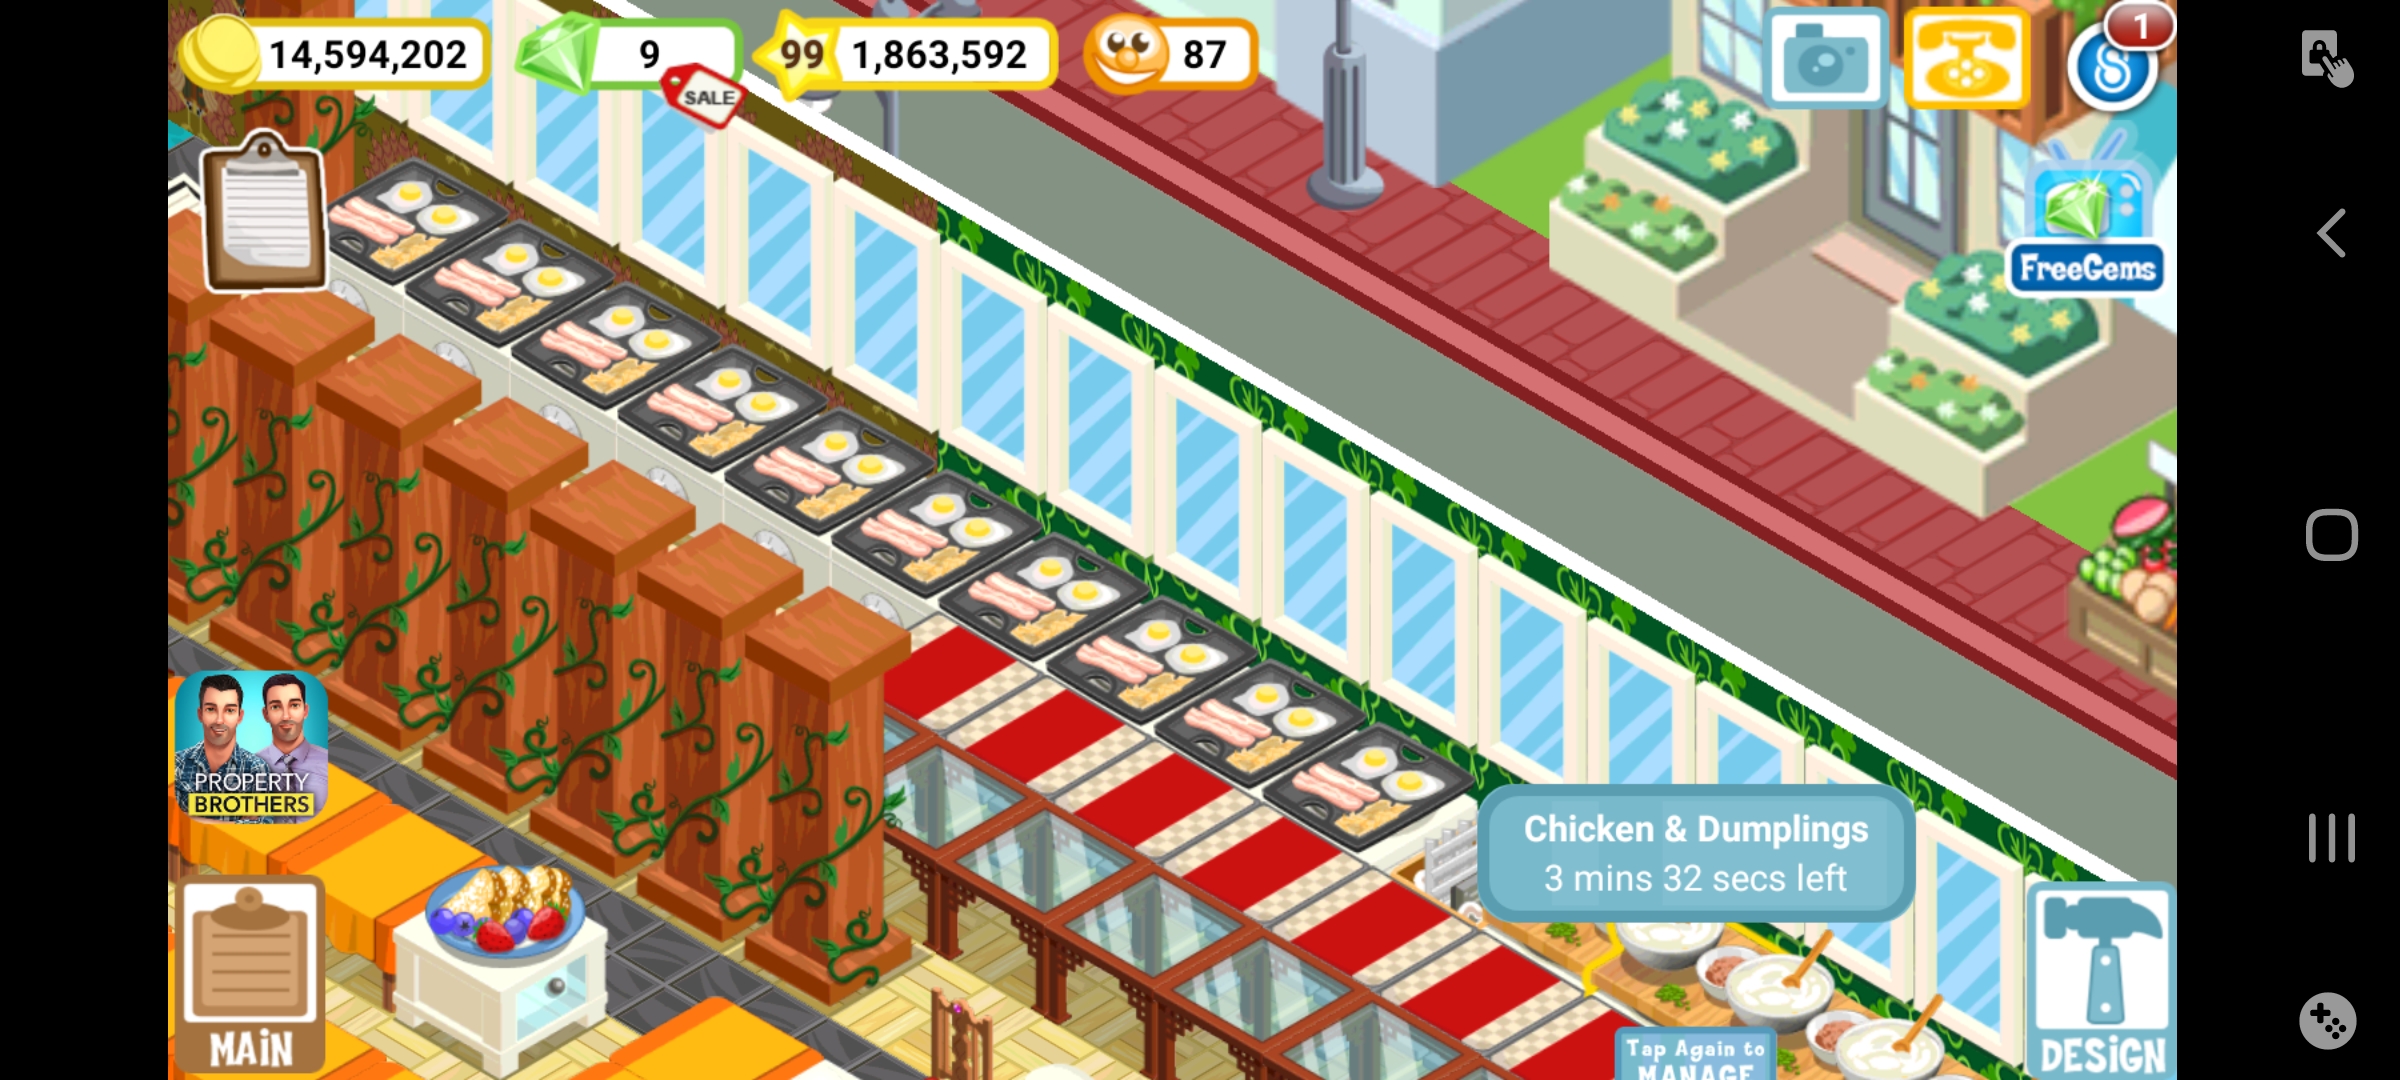 14,594,202
9
SALE
99
1,863,592
87
1
FreeGems
PROPERTY
BROTHERS
Chicken & Dumplings
3 mins 32 secs left
MAiN
Tap Again to
MANAGE
DESiGN